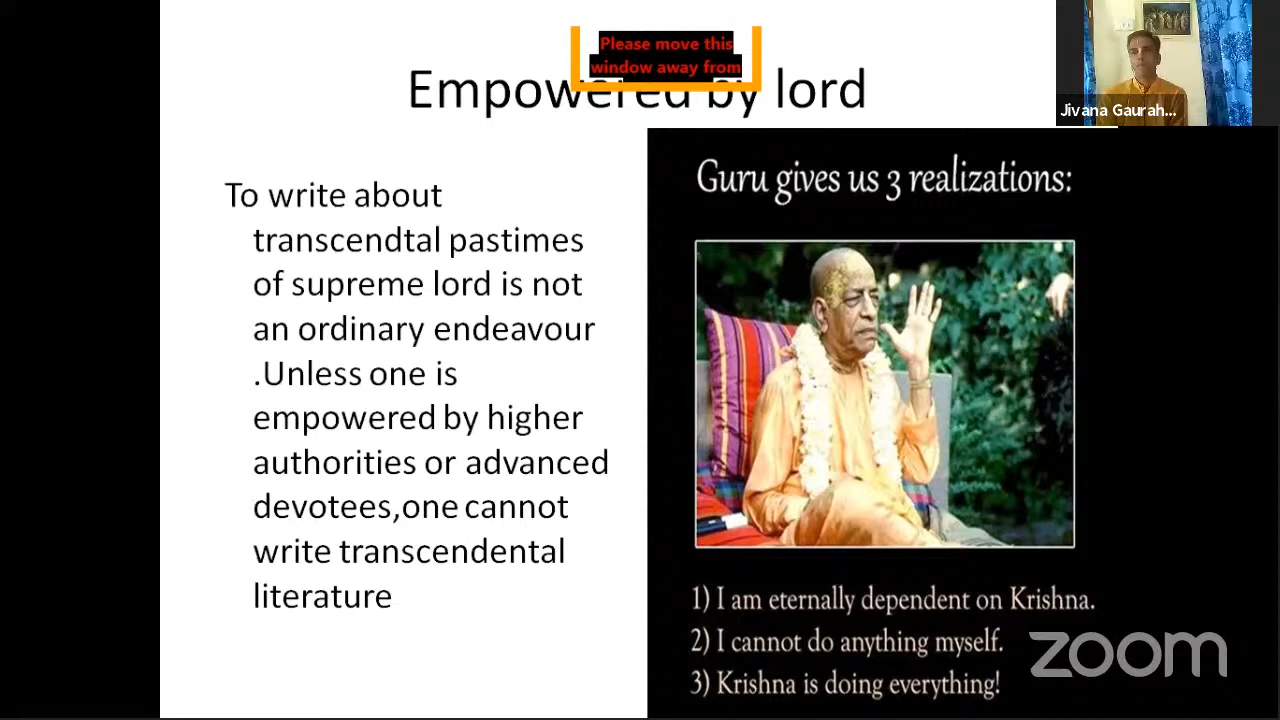 Please move this
window away from
Empowered by lord
Jivana Gaurah...
To write about
transcendtal pastimes
of supreme lord is not
an ordinary endeavour
.Unless one is
empowered by higher
authorities or advanced
devotees,one cannot
write transcendental
literature
Guru gives us 3 realizations:
1) I am eternally dependent on Krishna.
2) I cannot do anything myself.
3) Krishna is doing everything!
zoom